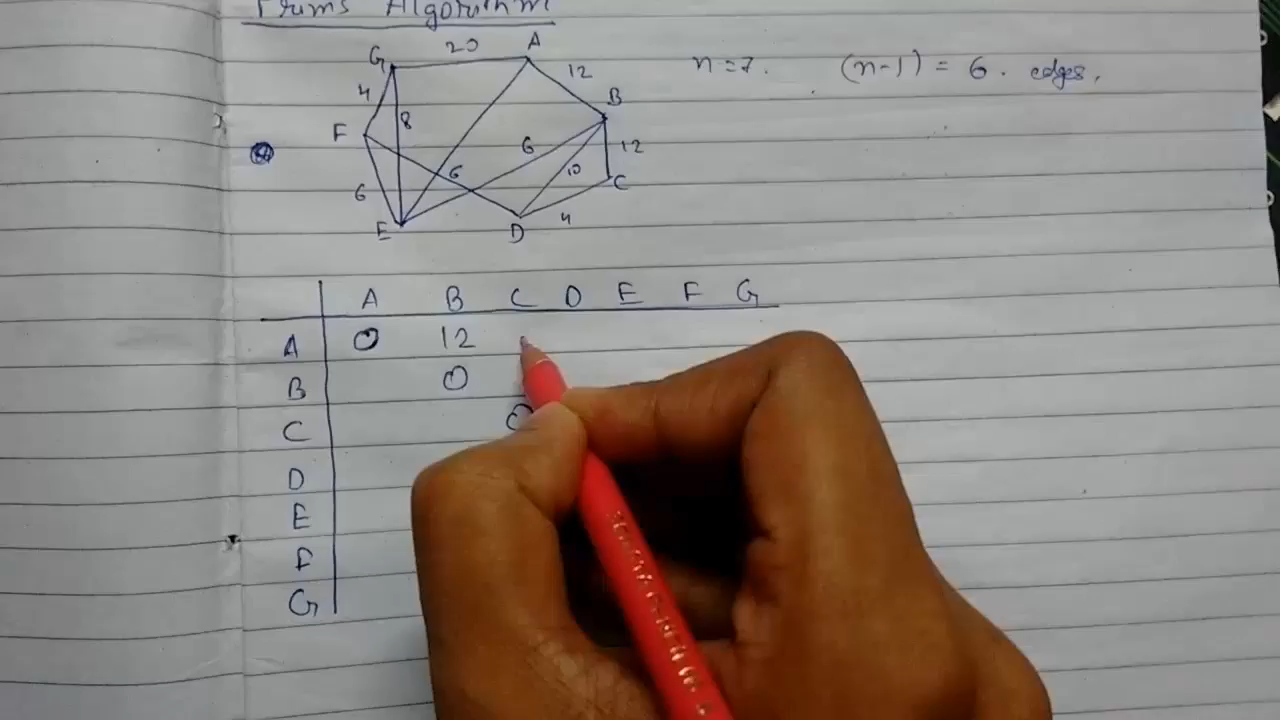 Prims Algorithm
G 20 A
n=7. (n-1) = 6. edges.
12
4
B
8
F
6
12
6
10
C
6
4
E
D
A B C D E F G
A 0 12
B 0
C 0
D
E
F
G